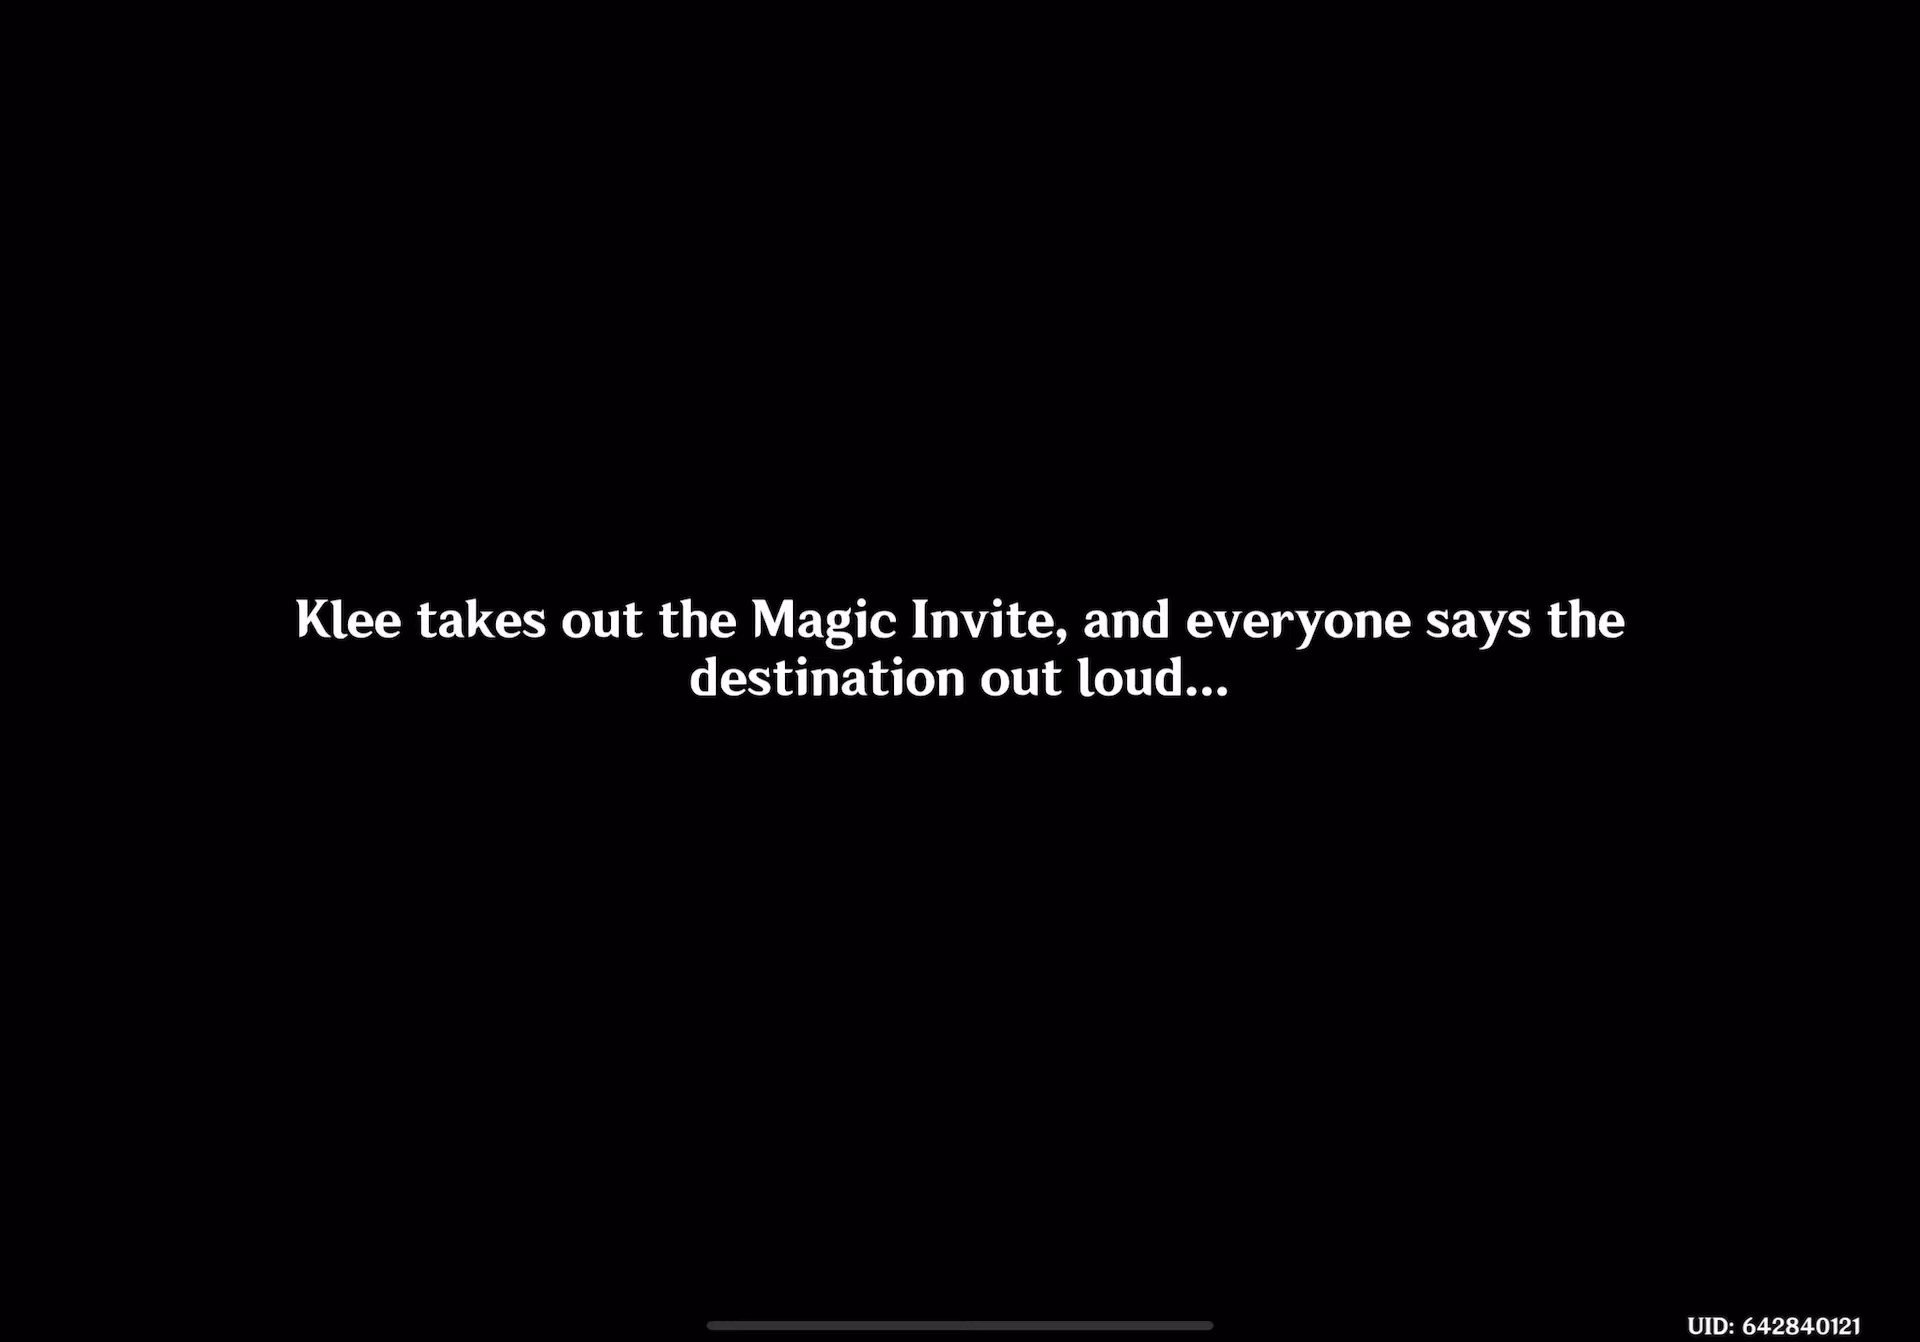 Klee takes out the Magic Invite, and everyone says the
destination out loud...
UID: 642840121